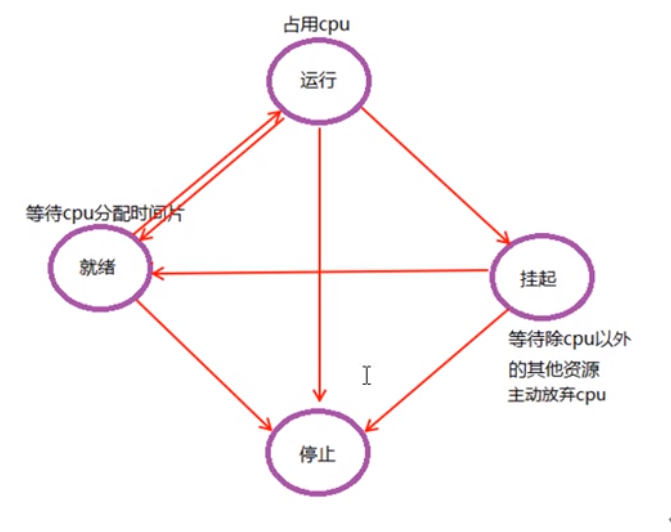 占用cpu
运行
等待cpu分配时间片
就绪
挂起
等待除cpu以外
的其他资源
主动放弃cpu
停止